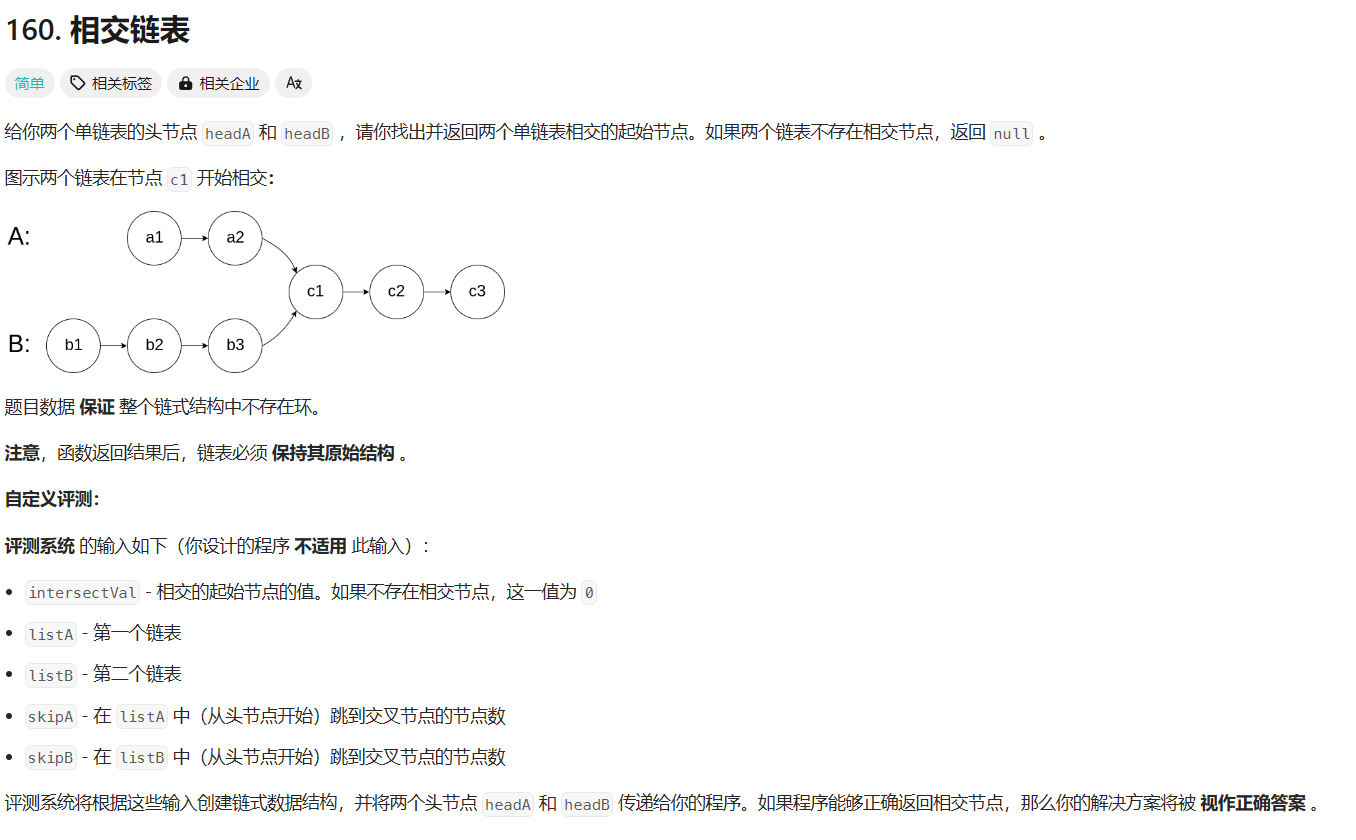 160. 相交链表
简单 相关标签 相关企业 A文
给你两个单链表的头节点 headA 和 headB ，请你找出并返回两个单链表相交的起始节点。如果两个链表不存在相交节点，返回 null 。
图示两个链表在节点 c1 开始相交：
A: a1 a2
c1 c2 c3
B: b1 b2 b3
题目数据 保证 整个链式结构中不存在环。
注意，函数返回结果后，链表必须 保持其原始结构 。
自定义评测：
评测系统 的输入如下（你设计的程序 不适用 此输入）：
• intersectVal - 相交的起始节点的值。如果不存在相交节点，这一值为 0
• listA - 第一个链表
• listB - 第二个链表
• skipA - 在 listA 中（从头节点开始）跳到交叉节点的节点数
• skipB - 在 listB 中（从头节点开始）跳到交叉节点的节点数
评测系统将根据这些输入创建链式数据结构，并将两个头节点 headA 和 headB 传递给你的程序。如果程序能够正确返回相交节点，那么你的解决方案将被 视作正确答案 。